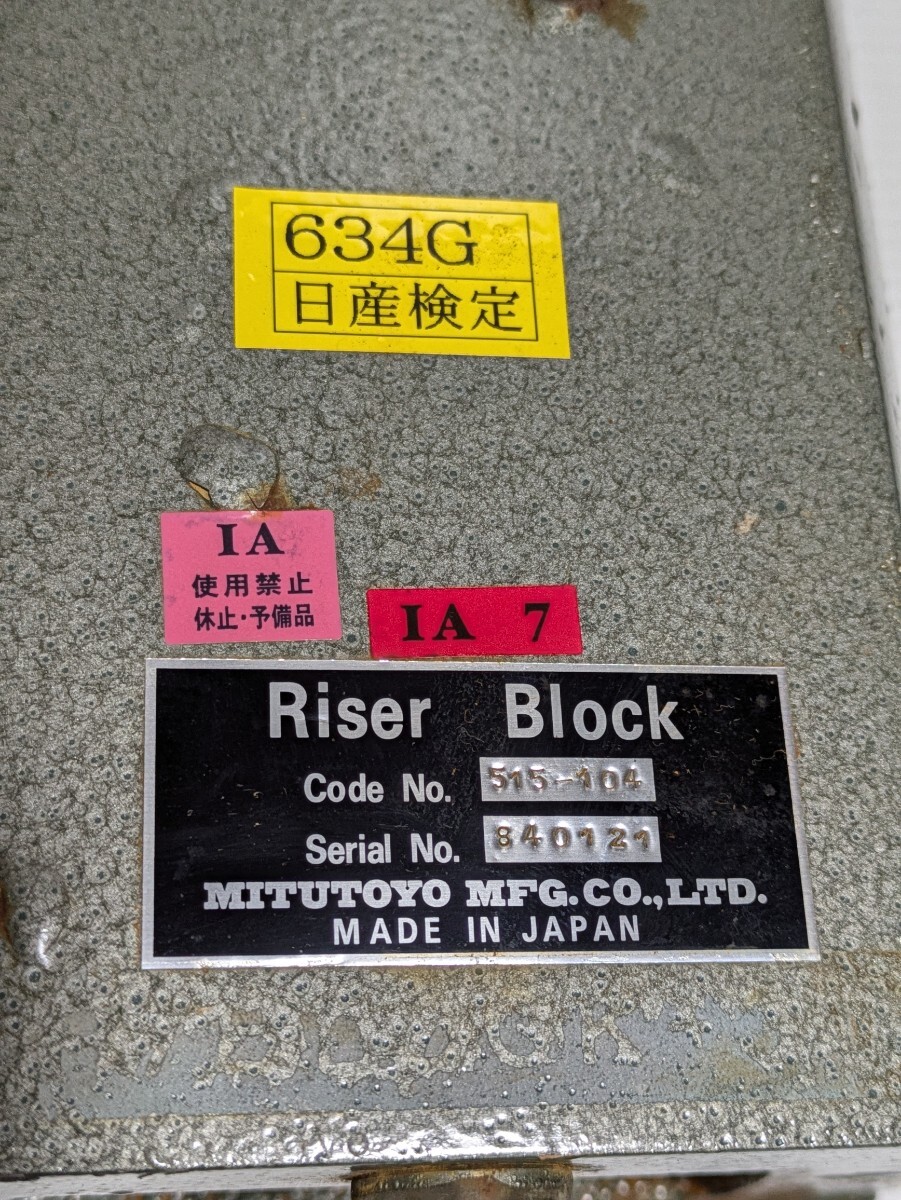 634G
日産検定
IA
使用禁止
休止・予備品
IA 7
Riser Block
Code No. 515-104
Serial No. 840121
MITUTOYO MFG.CO.,LTD.
MADE IN JAPAN